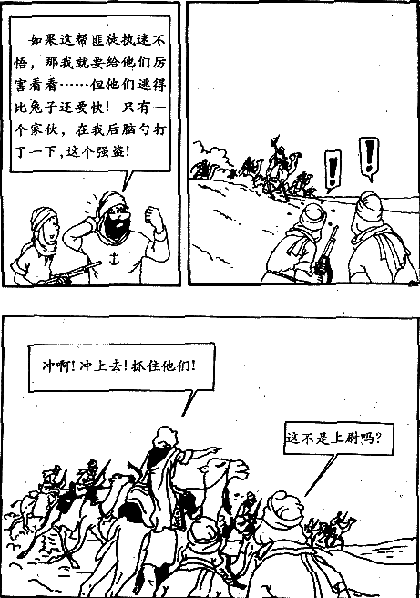 如果这帮匪徒执迷不
悟，那我就要给他们厉
害看看……但他们逃得
比兔子还要快！只有一
个家伙，在我后脑勺打
了一下，这个强盗！
！
！
冲啊！冲上去！抓住他们！
这不是上尉吗？